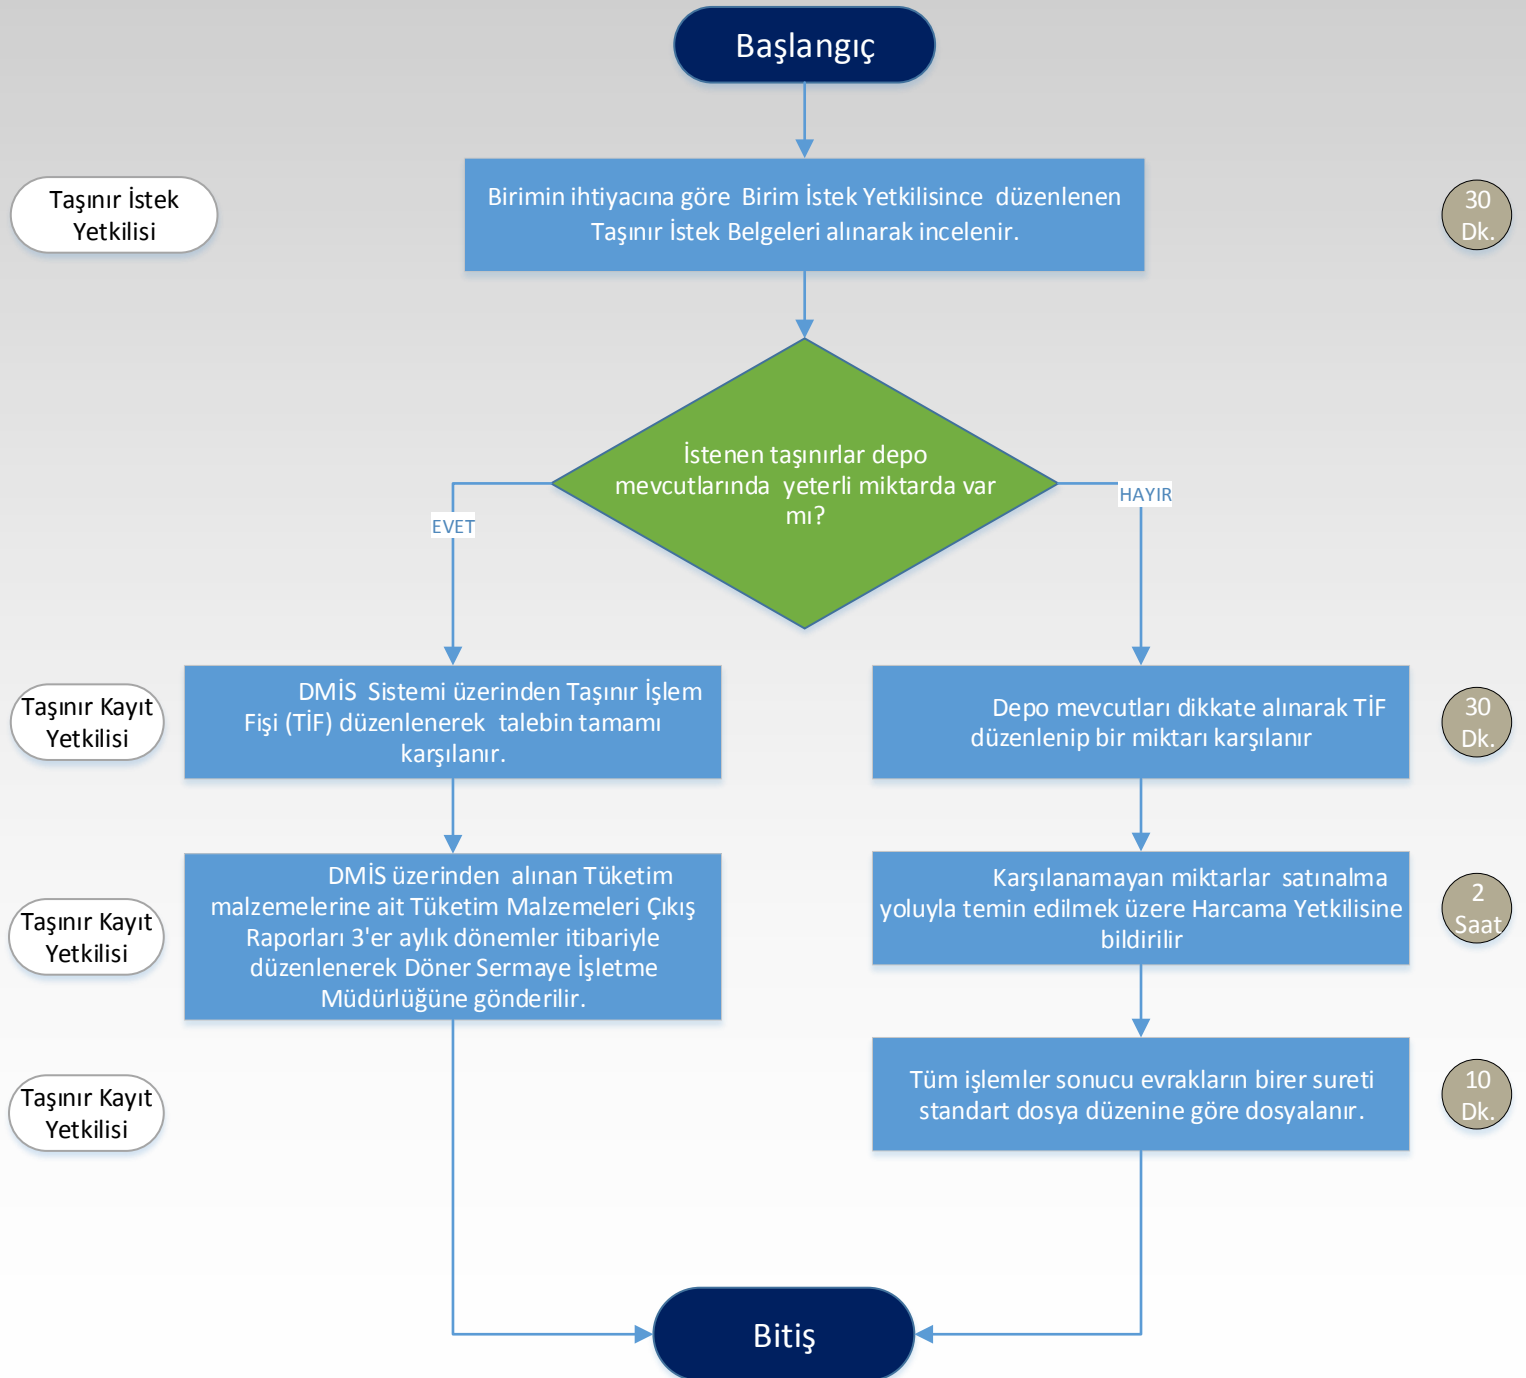 Başlangıç
Taşınır İstek
Yetkilisi
Birimin ihtiyacına göre Birim İstek Yetkilisince düzenlenen
Taşınır İstek Belgeleri alınarak incelenir.
30
Dk.
İstenen taşınırlar depo
mevcutlarında yeterli miktarda var
mı?
EVET
HAYIR
Taşınır Kayıt
Yetkilisi
DMİS Sistemi üzerinden Taşınır İşlem
Fişi (TİF) düzenlenerek talebin tamamı
karşılanır.
Depo mevcutları dikkate alınarak TİF
düzenlenip bir miktarı karşılanır
30
Dk.
Taşınır Kayıt
Yetkilisi
DMİS üzerinden alınan Tüketim
malzemelerine ait Tüketim Malzemeleri Çıkış
Raporları 3'er aylık dönemler itibariyle
düzenlenerek Döner Sermaye İşletme
Müdürlüğüne gönderilir.
Karşılanamayan miktarlar satınalma
yoluyla temin edilmek üzere Harcama Yetkilisine
bildirilir
2
Saat
Taşınır Kayıt
Yetkilisi
Tüm işlemler sonucu evrakların birer sureti
standart dosya düzenine göre dosyalanır.
10
Dk.
Bitiş